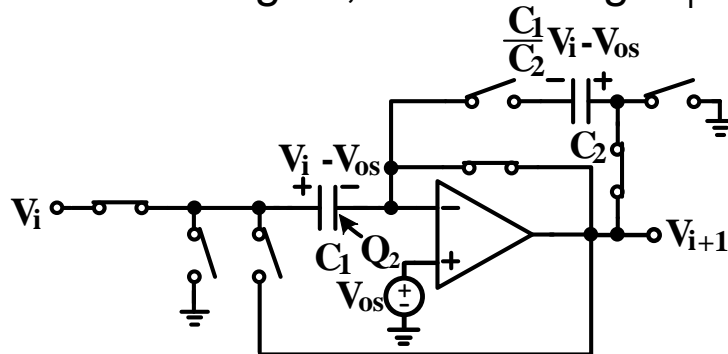 C1/C2 Vi-Vos
− +
C2
Vi-Vos
+ −
Vi
C1
Q2
−
+
Vos
+
-
Vi+1